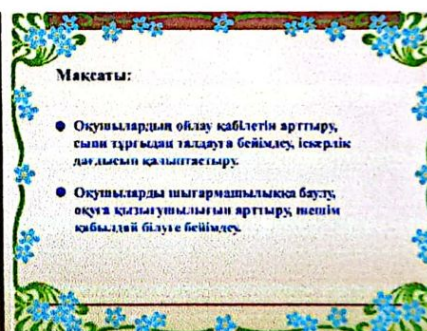 Мақсаты:
Оқушылардың ойлау қабілетін арттыру,
сыни тұрғыдан талдауға бейімдеу, іскерлік
дағдысын қалыптастыру.
Оқушыларды шығармашылыққа баулу,
оқуға қызығушылығын арттыру, шешім
қабылдай білуге бейімдеу.